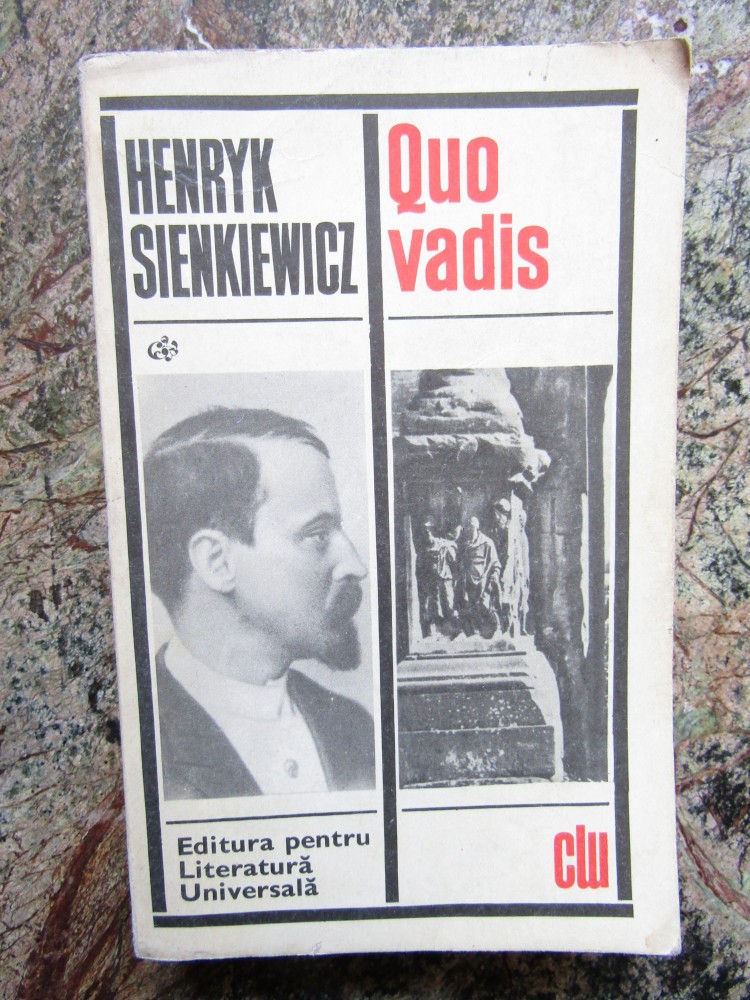 HENRYK
SIENKIEWICZ
Quo
vadis
Editura pentru
Literatură
Universală
clu